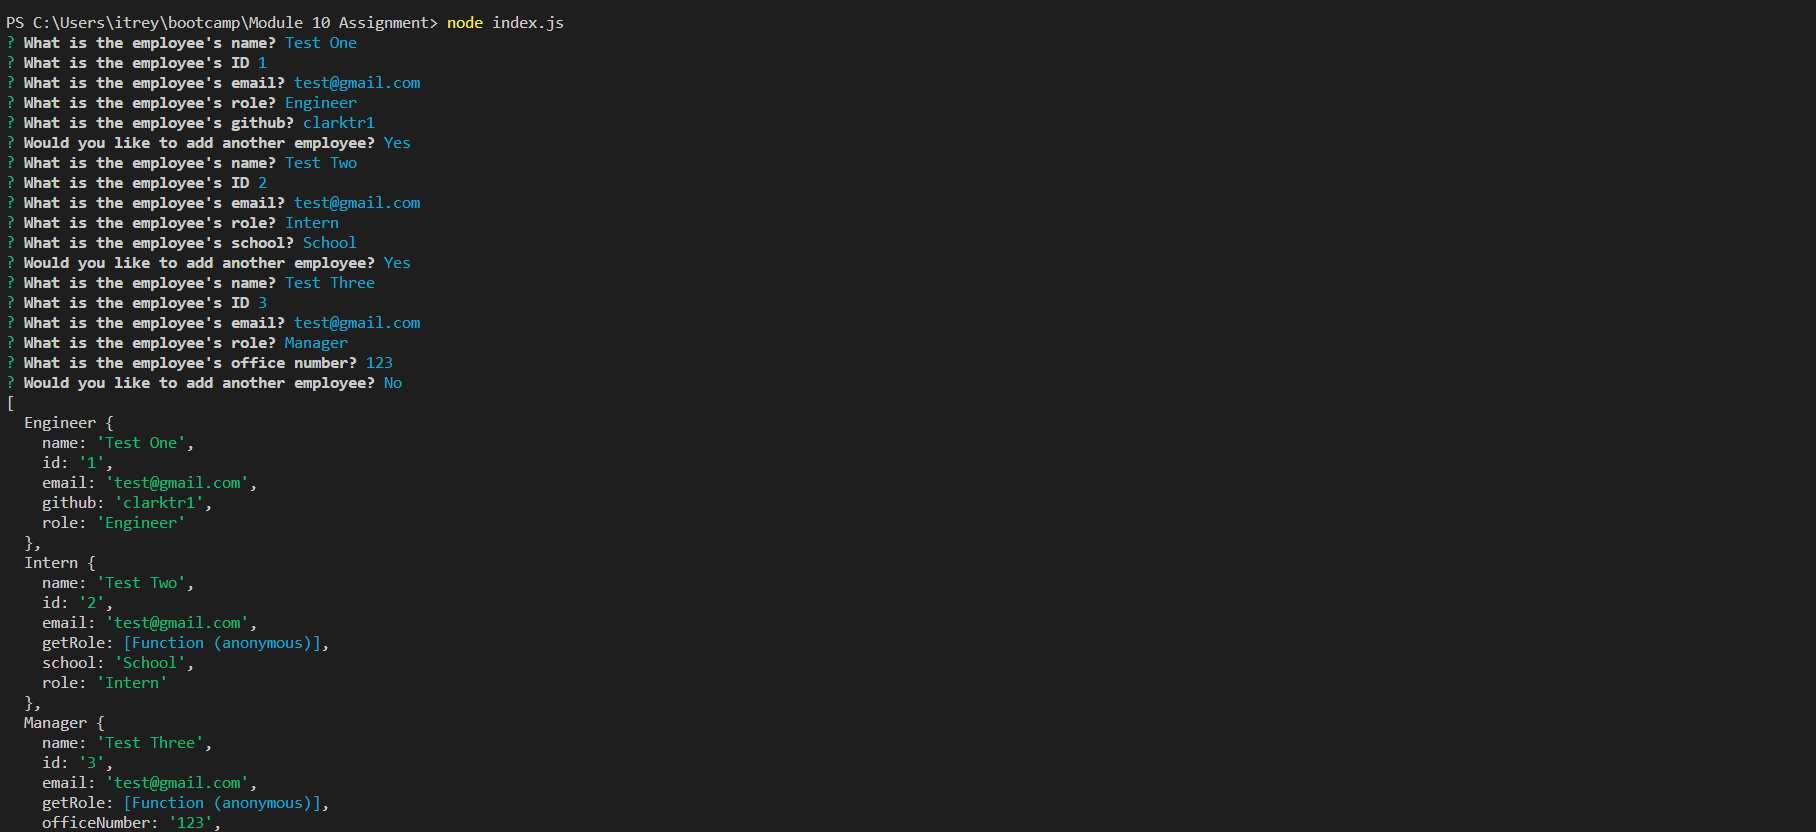 PS C:\Users\itrey\bootcamp\Module 10 Assignment> node index.js
? What is the employee's name? Test One
? What is the employee's ID 1
? What is the employee's email? test@gmail.com
? What is the employee's role? Engineer
? What is the employee's github? clarktr1
? Would you like to add another employee? Yes
? What is the employee's name? Test Two
? What is the employee's ID 2
? What is the employee's email? test@gmail.com
? What is the employee's role? Intern
? What is the employee's school? School
? Would you like to add another employee? Yes
? What is the employee's name? Test Three
? What is the employee's ID 3
? What is the employee's email? test@gmail.com
? What is the employee's role? Manager
? What is the employee's office number? 123
? Would you like to add another employee? No
[
  Engineer {
    name: 'Test One',
    id: '1',
    email: 'test@gmail.com',
    github: 'clarktr1',
    role: 'Engineer'
  },
  Intern {
    name: 'Test Two',
    id: '2',
    email: 'test@gmail.com',
    getRole: [Function (anonymous)],
    school: 'School',
    role: 'Intern'
  },
  Manager {
    name: 'Test Three',
    id: '3',
    email: 'test@gmail.com',
    getRole: [Function (anonymous)],
    officeNumber: '123',